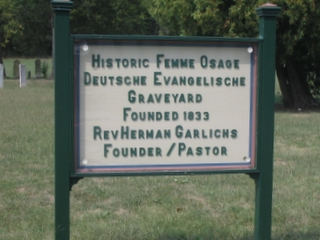 Historic Femme Osage
Deutsche Evangelische
Graveyard
Founded 1833
Rev Herman Garlichs
Founder/Pastor